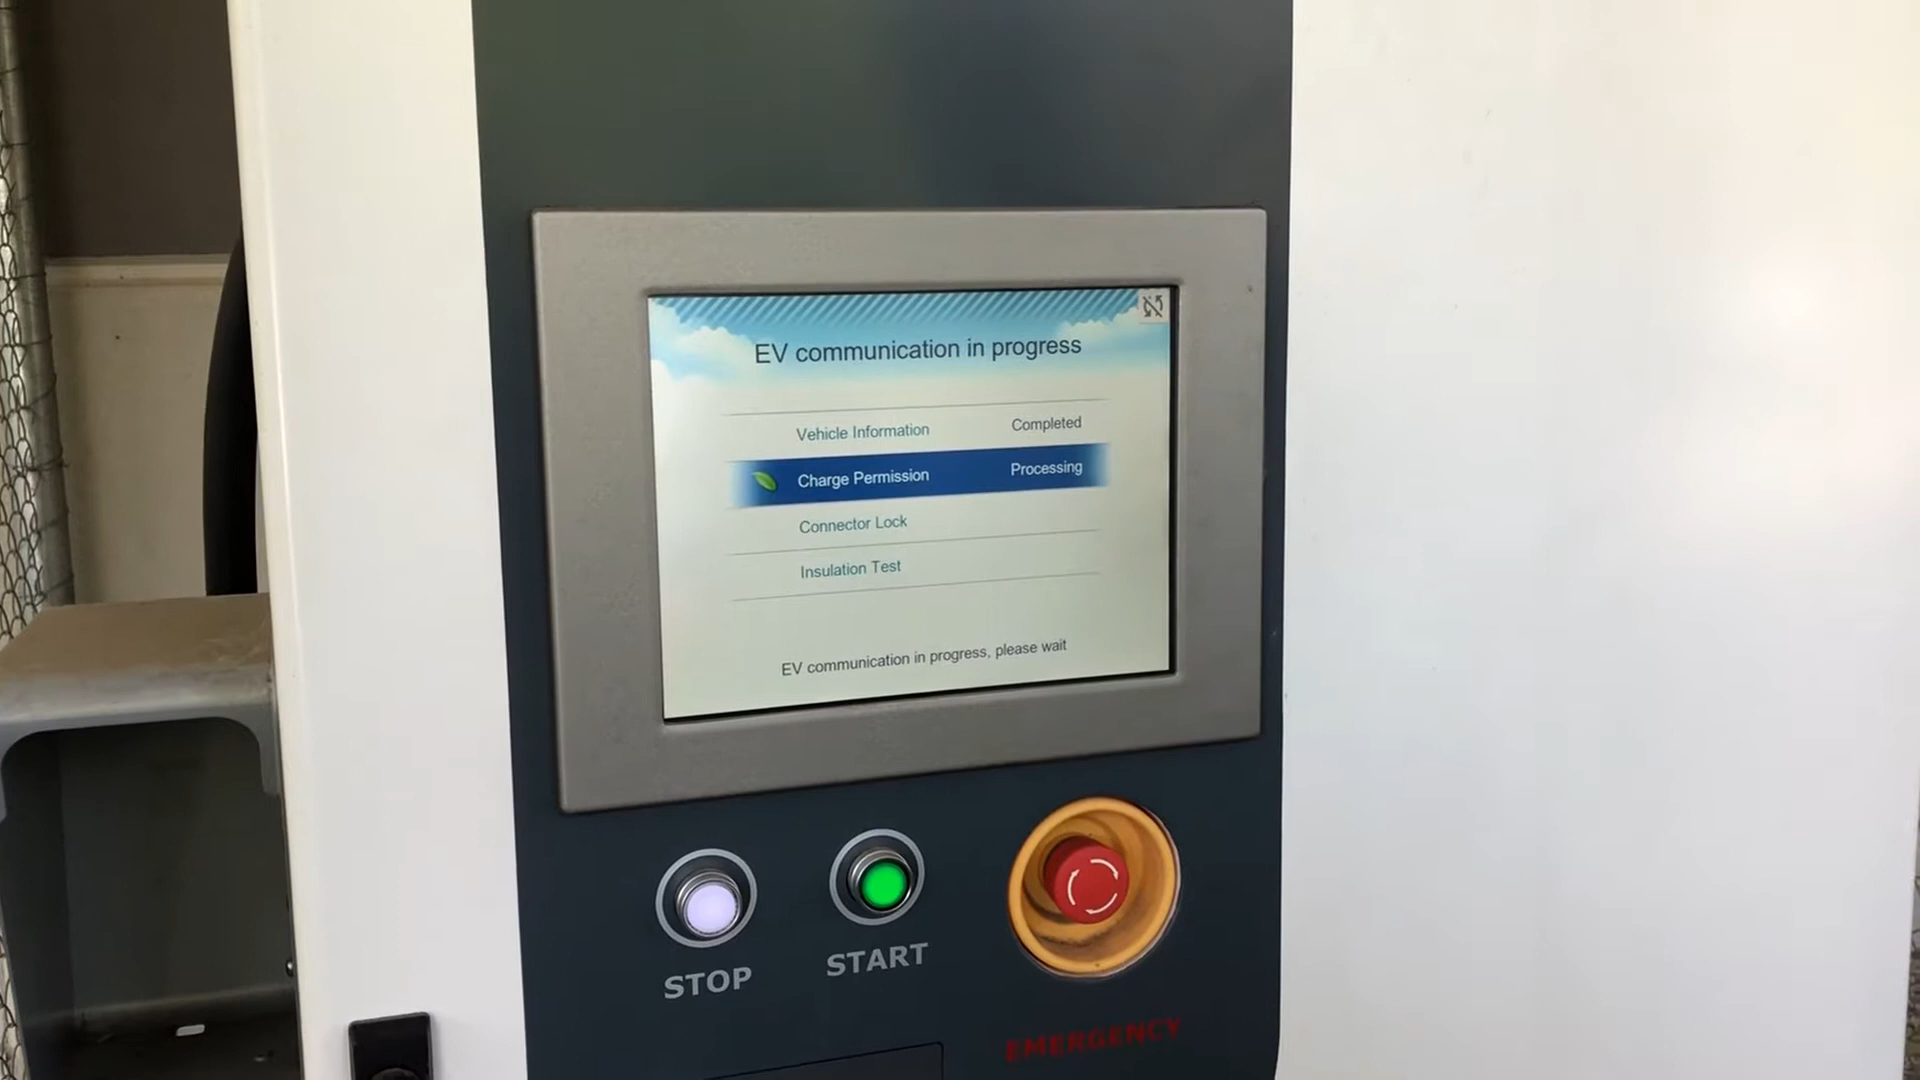 EV communication in progress
Vehicle Information Completed
Charge Permission Processing
Connector Lock
Insulation Test
EV communication in progress, please wait
STOP START
EMERGENCY